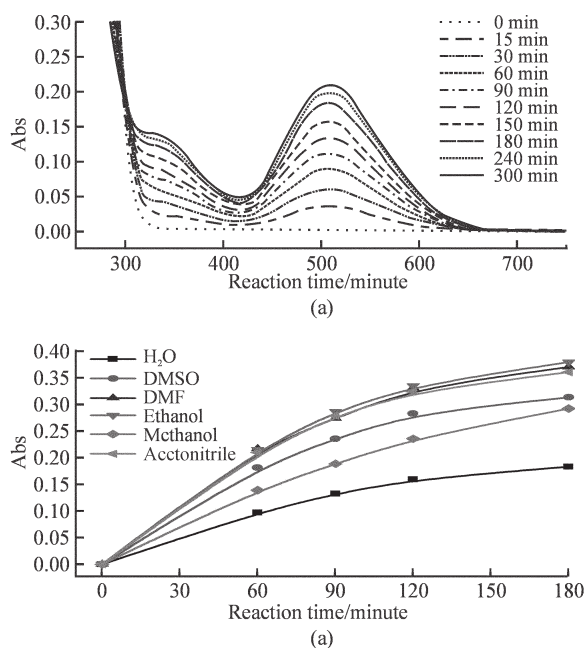 0.30
0.25
0.20
0.15
0.10
0.05
0.00
Abs
0 min
15 min
30 min
60 min
90 min
120 min
150 min
180 min
240 min
300 min
300 400 500 600 700
Reaction time/minute
(a)
0.40
0.35
0.30
0.25
0.20
0.15
0.10
0.05
0.00
Abs
H₂O
DMSO
DMF
Ethanol
Mcthanol
Acctonitrile
0 30 60 90 120 150 180
Reaction time/minute
(a)